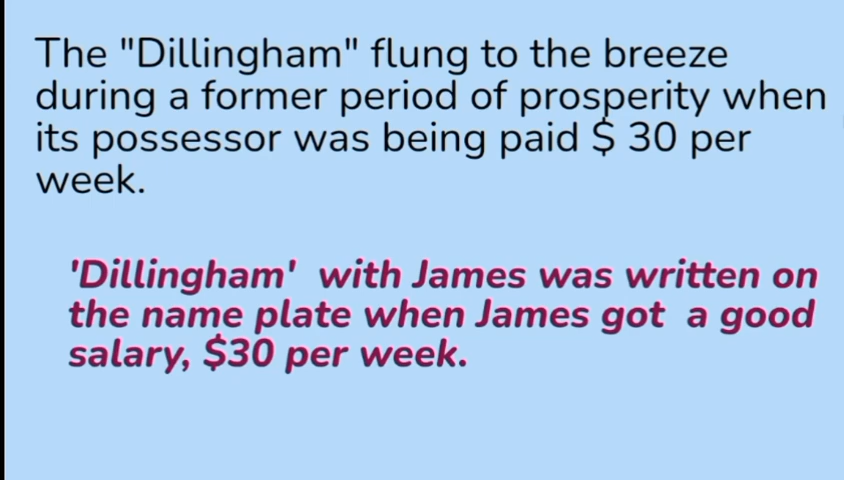 The "Dillingham" flung to the breeze
during a former period of prosperity when
its possessor was being paid $ 30 per
week.
'Dillingham' with James was written on
the name plate when James got a good
salary, $30 per week.